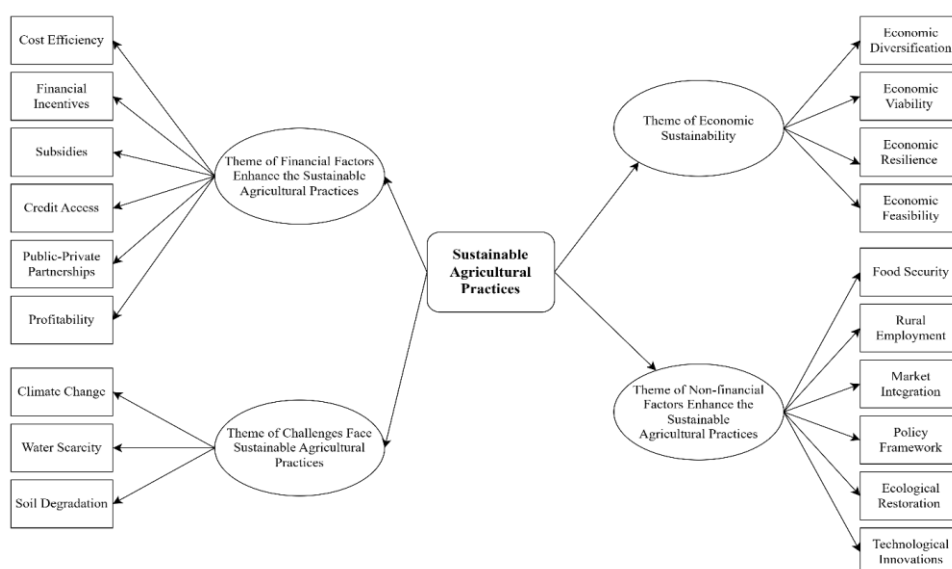 Cost Efficiency
Financial
Incentives
Subsidies
Credit Access
Public-Private
Partnerships
Profitability
Theme of Financial Factors
Enhance the Sustainable
Agricultural Practices
Climate Change
Water Scarcity
Soil Degradation
Theme of Challenges Face
Sustainable Agricultural
Practices
Sustainable
Agricultural
Practices
Theme of Economic
Sustainability
Economic
Diversification
Economic
Viability
Economic
Resilience
Economic
Feasibility
Theme of Non-financial
Factors Enhance the
Sustainable
Agricultural Practices
Food Security
Rural
Employment
Market
Integration
Policy
Framework
Ecological
Restoration
Technological
Innovations